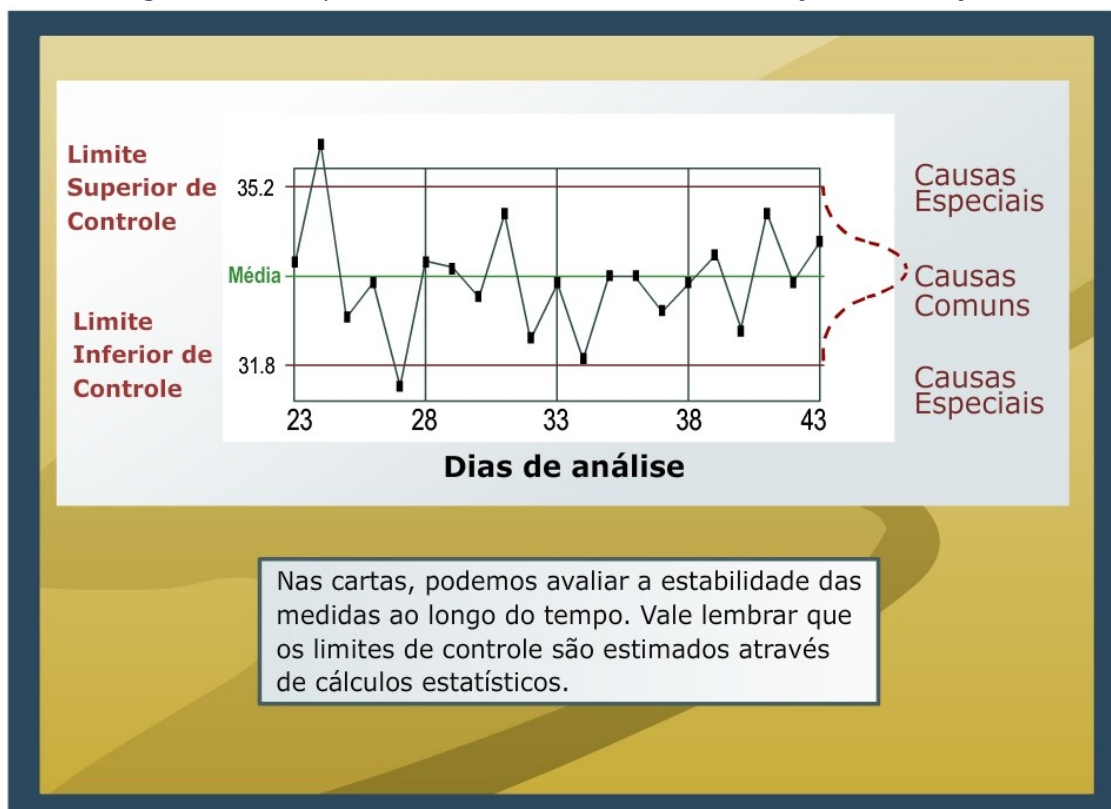 Limite
Superior de
Controle
35.2
Média
Limite
Inferior de
Controle
31.8
23 28 33 38 43
Dias de análise
Causas
Especiais
Causas
Comuns
Causas
Especiais
Nas cartas, podemos avaliar a estabilidade das
medidas ao longo do tempo. Vale lembrar que
os limites de controle são estimados através
de cálculos estatísticos.